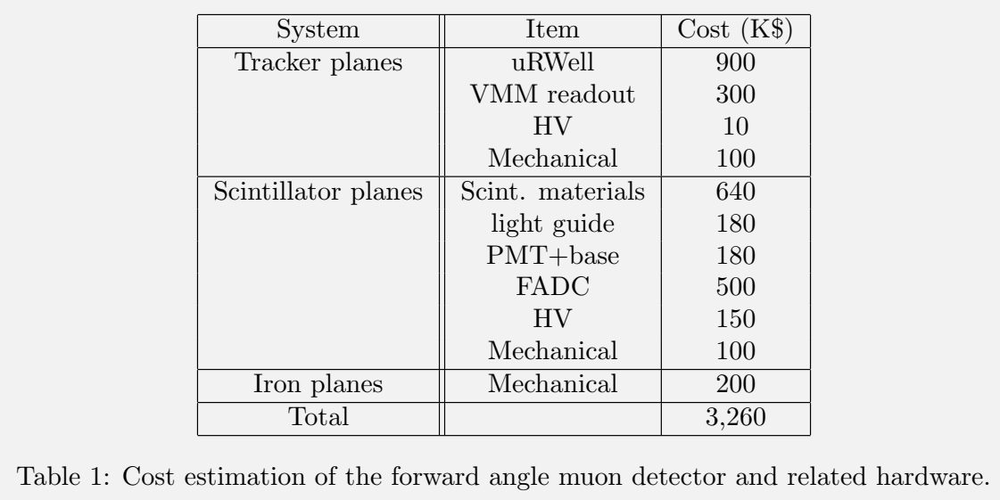 System Item Cost (K$)
Tracker planes uRWell 900
VMM readout 300
HV 10
Mechanical 100
Scintillator planes Scint. materials 640
light guide 180
PMT+base 180
FADC 500
HV 150
Mechanical 100
Iron planes Mechanical 200
Total 3,260
Table 1: Cost estimation of the forward angle muon detector and related hardware.